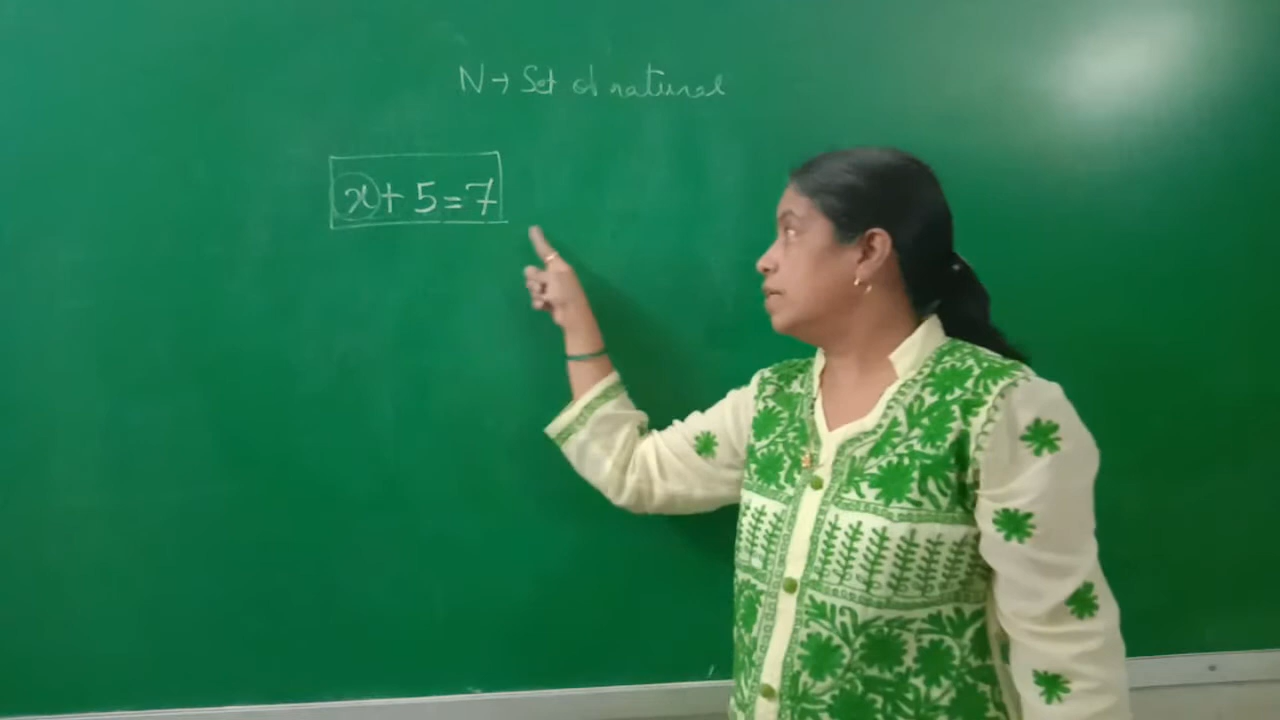 N → Set of natural
x + 5 = 7